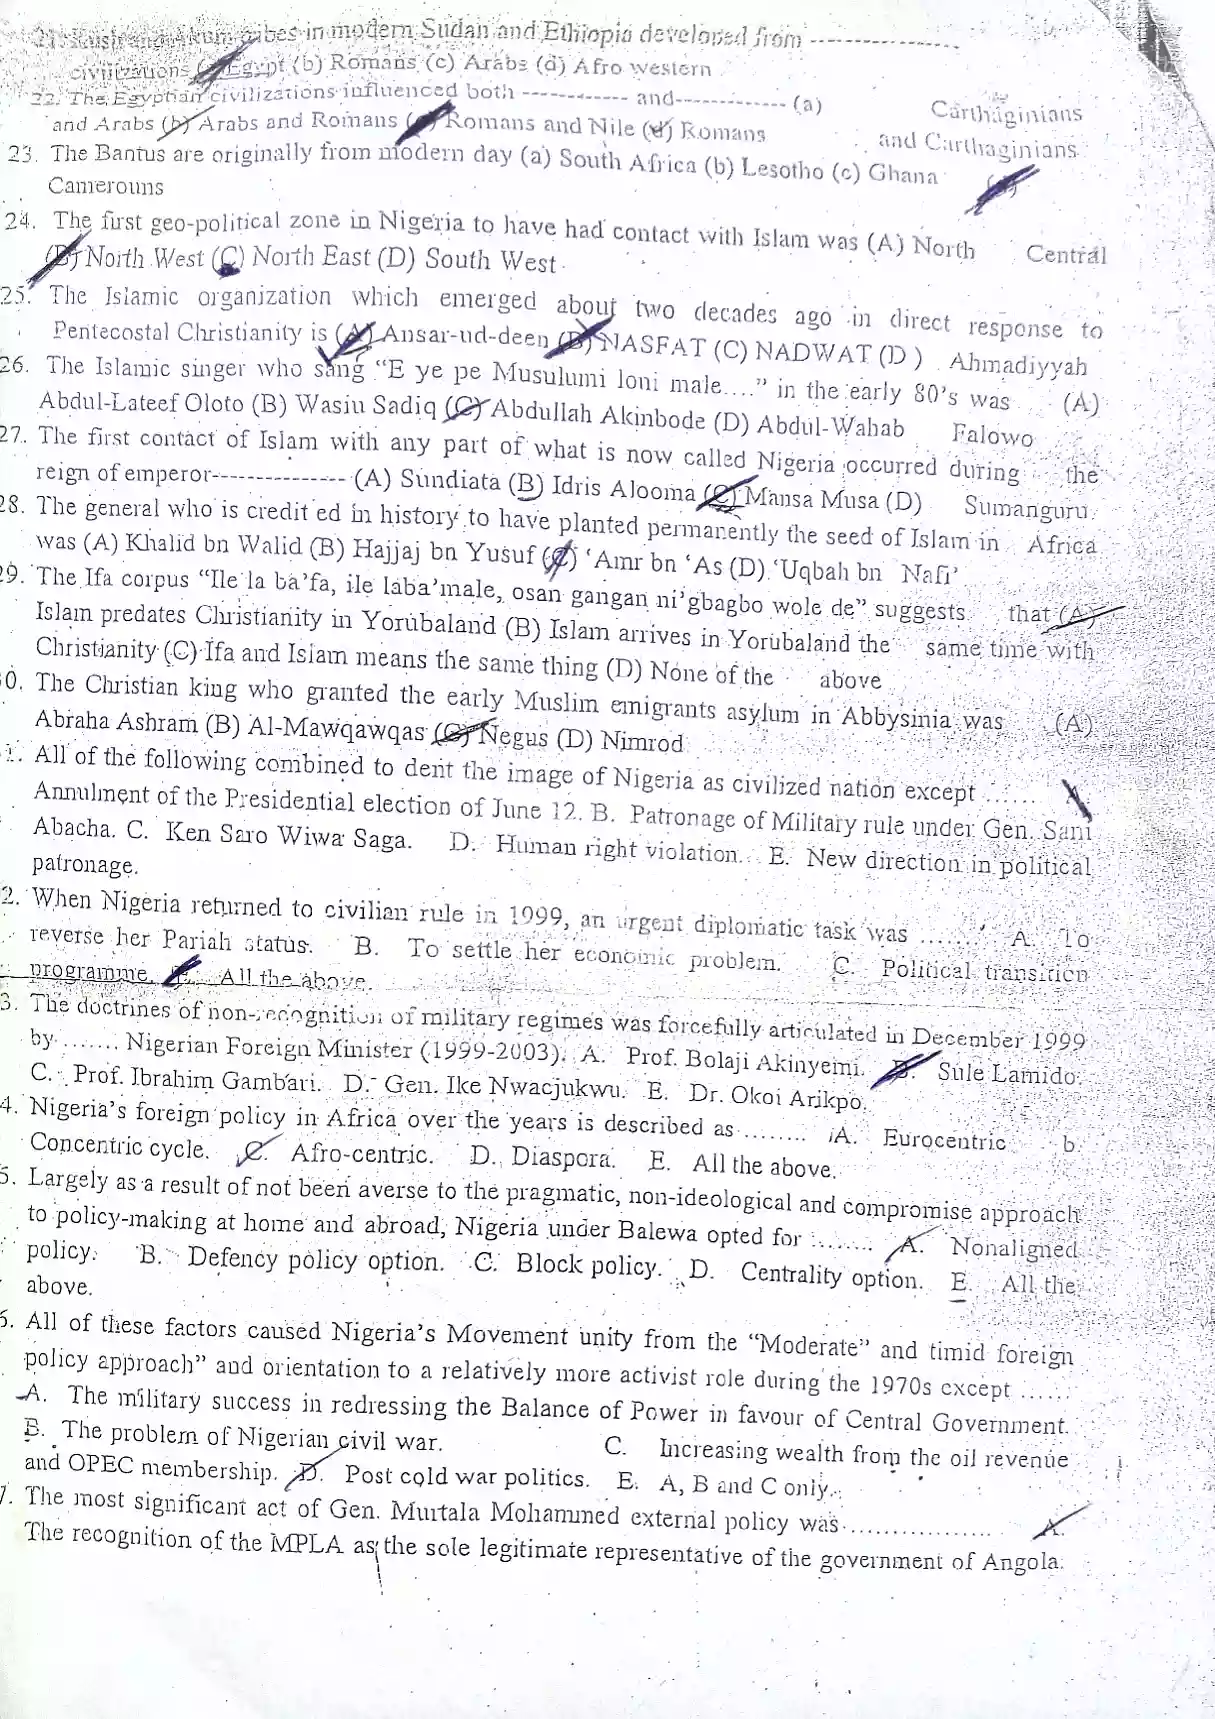 21. Kush and Akum tribes in modern Sudan and Ethiopia developed from -----------------
civilizations (a) Egypt (b) Romans (c) Arabs (d) Afro western
22. The Egyptian civilizations influenced both ------------ and------------- (a) Carthaginians
and Arabs (b) Arabs and Romans (c) Romans and Nile (d) Romans and Carthaginians
23. The Bantus are originally from modern day (a) South Africa (b) Lesotho (c) Ghana
Camerouns
24. The first geo-political zone in Nigeria to have had contact with Islam was (A) North Central
(B) North West (C) North East (D) South West
25. The Islamic organization which emerged about two decades ago in direct response to
Pentecostal Christianity is (A) Ansar-ud-deen (B) NASFAT (C) NADWAT (D ) Ahmadiyyah
26. The Islamic singer who sang "E ye pe Musulumi loni male...." in the early 80's was (A)
Abdul-Lateef Oloto (B) Wasiu Sadiq (C) Abdullah Akinbode (D) Abdul-Wahab Falowo
27. The first contact of Islam with any part of what is now called Nigeria occurred during the
reign of emperor--------------- (A) Sundiata (B) Idris Alooma (C) Mansa Musa (D) Sumanguru
28. The general who is credit ed in history to have planted permanently the seed of Islam in Africa
was (A) Khalid bn Walid (B) Hajjaj bn Yusuf (C) 'Amr bn 'As (D) 'Uqbah bn Nafi'
29. The Ifa corpus "Ile la ba'fa, ile laba'male, osan gangan ni'gbagbo wole de" suggests that (A)
Islam predates Christianity in Yorubaland (B) Islam arrives in Yorubaland the same time with
Christianity (C) Ifa and Islam means the same thing (D) None of the above
0. The Christian king who granted the early Muslim emigrants asylum in Abbysinia was (A)
Abraha Ashram (B) Al-Mawqawqas (C) Negus (D) Nimrod
1. All of the following combined to dent the image of Nigeria as civilized nation except ...... A
Annulment of the Presidential election of June 12. B. Patronage of Military rule under Gen. Sani
Abacha. C. Ken Saro Wiwa Saga. D. Human right violation. E. New direction in political
patronage.
2. When Nigeria returned to civilian rule in 1999, an urgent diplomatic task was ...... A. To
reverse her Pariah status. B. To settle her economic problem. C. Political transition
programme. E. All the above.
3. The doctrines of non-recognition of military regimes was forcefully articulated in December 1999
by ....... Nigerian Foreign Minister (1999-2003). A. Prof. Bolaji Akinyemi. B. Sule Lamido.
C. Prof. Ibrahim Gambari. D. Gen. Ike Nwacjukwu. E. Dr. Okoi Arikpo.
4. Nigeria's foreign policy in Africa over the years is described as ........ A. Eurocentric b.
Concentric cycle. C. Afro-centric. D. Diaspora. E. All the above.
5. Largely as a result of not been averse to the pragmatic, non-ideological and compromise approach
to policy-making at home and abroad, Nigeria under Balewa opted for ........ A. Nonaligned
policy. B. Defency policy option. C. Block policy. D. Centrality option. E. All the
above.
6. All of these factors caused Nigeria's Movement unity from the "Moderate" and timid foreign
policy approach" and orientation to a relatively more activist role during the 1970s except ......
A. The military success in redressing the Balance of Power in favour of Central Government.
B. The problem of Nigerian civil war. C. Increasing wealth from the oil revenue
and OPEC membership. D. Post cold war politics. E. A, B and C only.
7. The most significant act of Gen. Murtala Mohammed external policy was .................. A.
The recognition of the MPLA as the sole legitimate representative of the government of Angola.